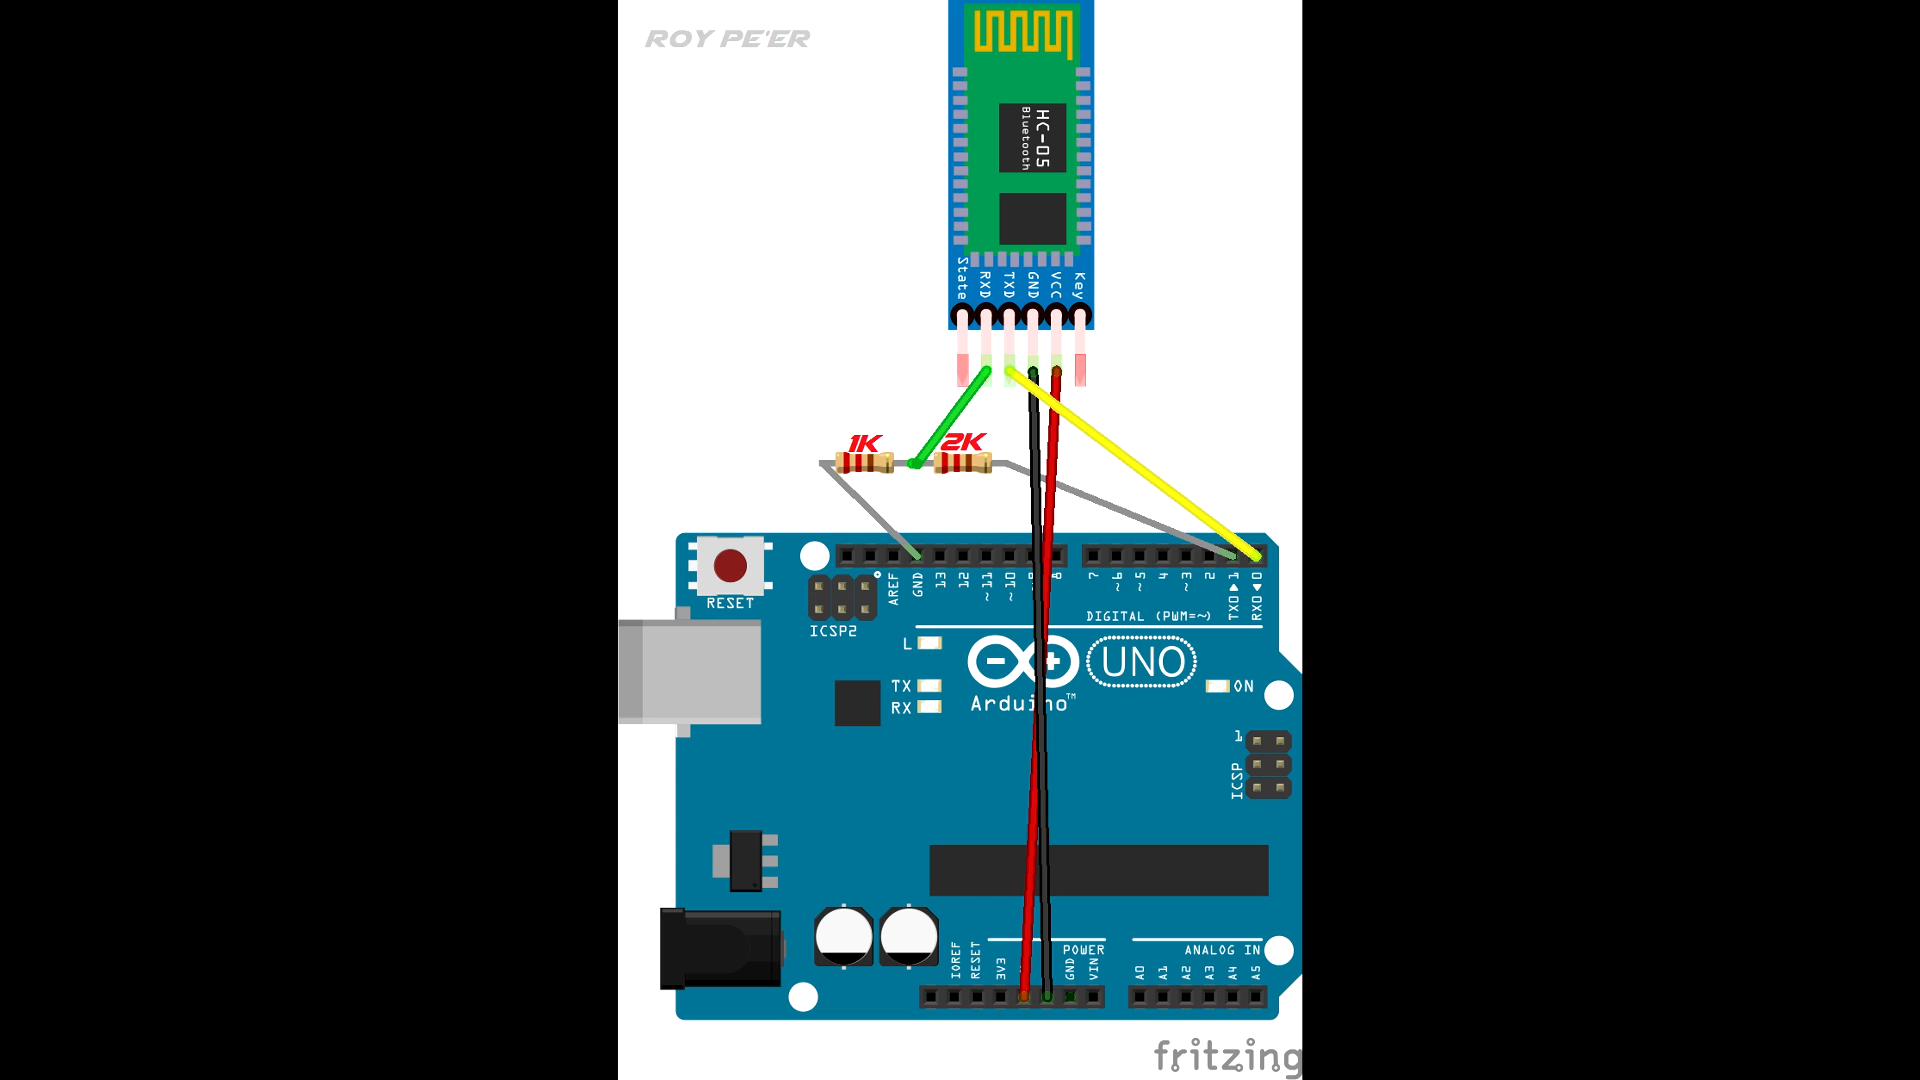 ROY PE'ER
HC-05
Bluetooth
State
RXD
TXD
GND
VCC
Key
1K
2K
RESET
ICSP2
AREF
GND
13
12
~11
~10
8
7
~6
~5
4
~3
2
TX0 ▶ 1
RX0 ◀ 0
DIGITAL (PWM=~)
L
TX
RX
UNO
Arduino™
ON
1
ICSP
IOREF
RESET
3V3
GND
VIN
POWER
ANALOG IN
A0
A1
A2
A3
A4
A5
fritzing